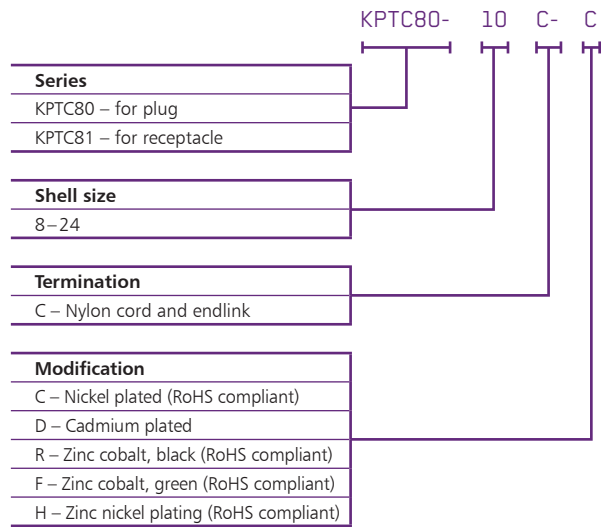 KPTC80- 10 C- C
Series
KPTC80 – for plug
KPTC81 – for receptacle
Shell size
8–24
Termination
C – Nylon cord and endlink
Modification
C – Nickel plated (RoHS compliant)
D – Cadmium plated
R – Zinc cobalt, black (RoHS compliant)
F – Zinc cobalt, green (RoHS compliant)
H – Zinc nickel plating (RoHS compliant)